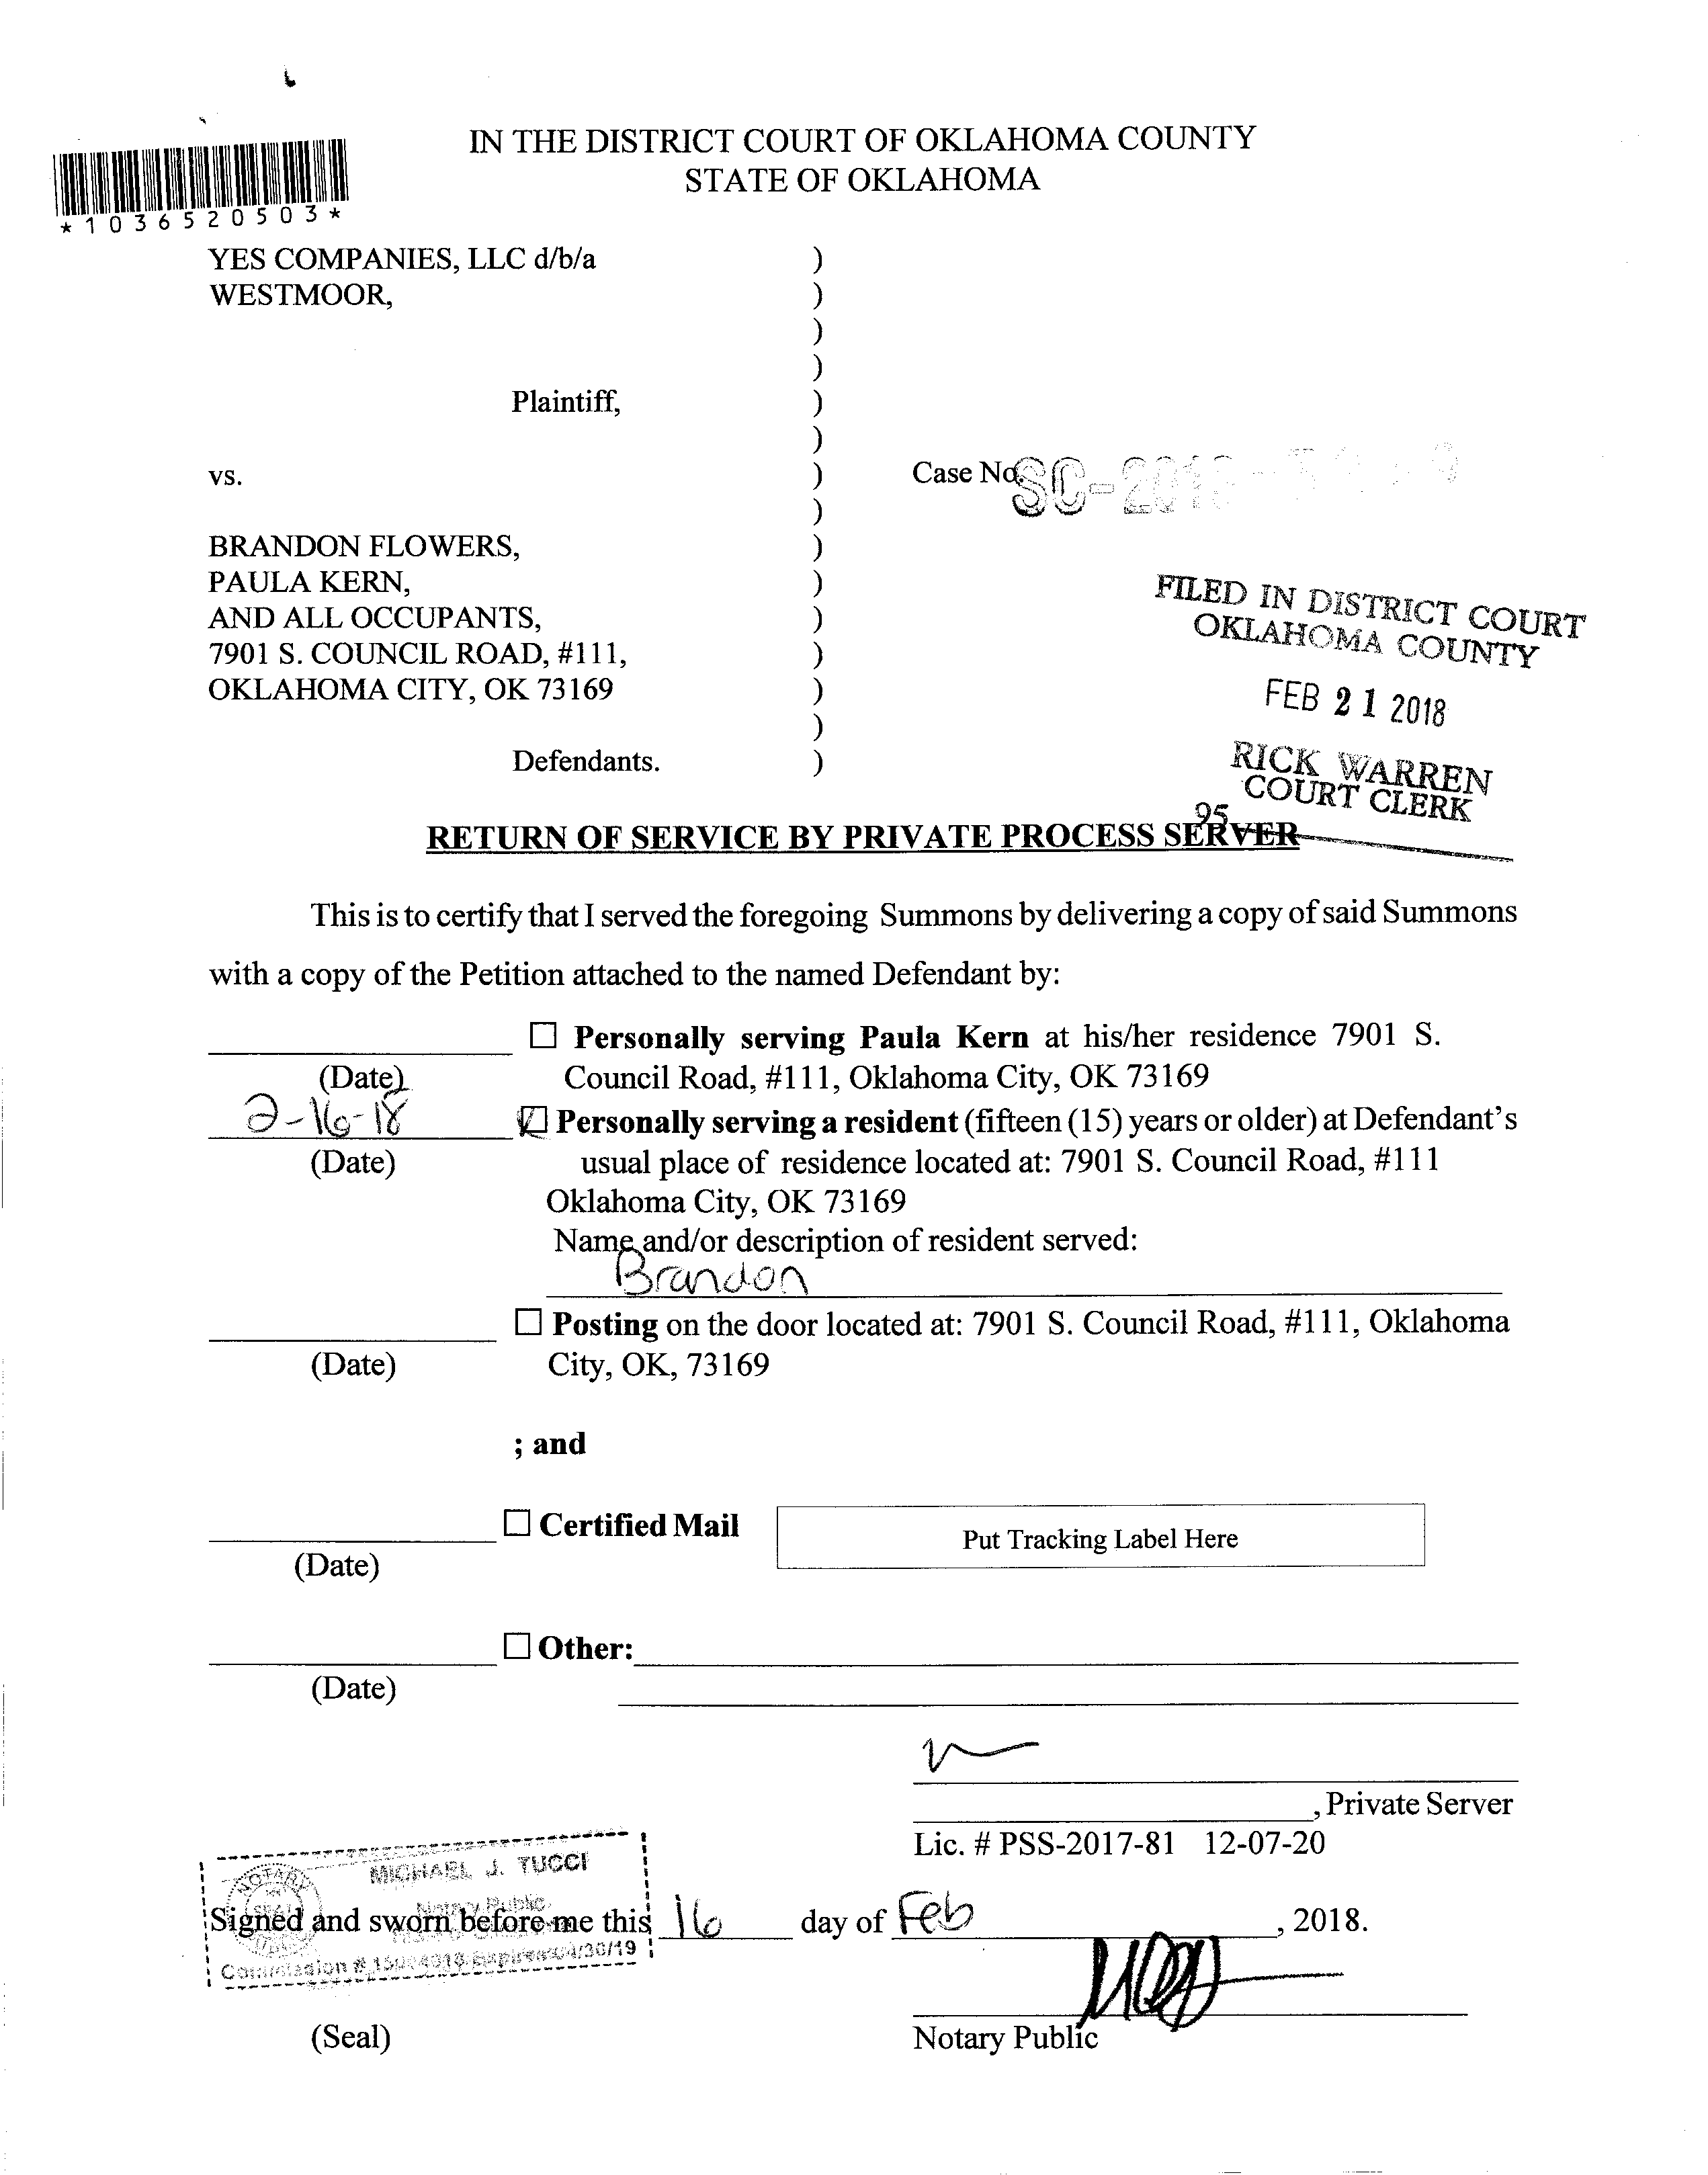 *1036520503*
IN THE DISTRICT COURT OF OKLAHOMA COUNTY
STATE OF OKLAHOMA
YES COMPANIES, LLC d/b/a )
WESTMOOR, )
)
)
Plaintiff, )
)
vs. ) Case No. SC-2018-
)
BRANDON FLOWERS, )
PAULA KERN, )
AND ALL OCCUPANTS, )
7901 S. COUNCIL ROAD, #111, )
OKLAHOMA CITY, OK 73169 )
)
Defendants. )
FILED IN DISTRICT COURT
OKLAHOMA COUNTY
FEB 21 2018
RICK WARREN
COURT CLERK
95
RETURN OF SERVICE BY PRIVATE PROCESS SERVER
This is to certify that I served the foregoing Summons by delivering a copy of said Summons
with a copy of the Petition attached to the named Defendant by:
☐ Personally serving Paula Kern at his/her residence 7901 S.
(Date) Council Road, #111, Oklahoma City, OK 73169
2-16-18 ☑ Personally serving a resident (fifteen (15) years or older) at Defendant's
(Date) usual place of residence located at: 7901 S. Council Road, #111
Oklahoma City, OK 73169
Name and/or description of resident served:
Brandon
☐ Posting on the door located at: 7901 S. Council Road, #111, Oklahoma
(Date) City, OK, 73169
; and
☐ Certified Mail Put Tracking Label Here
(Date)
☐ Other:
(Date)
, Private Server
Lic. # PSS-2017-81 12-07-20
MICHAEL J. TUCCI
Notary Public
Signed and sworn before me this 16 day of Feb, 2018.
Commission # Expires 04/30/19
(Seal) Notary Public